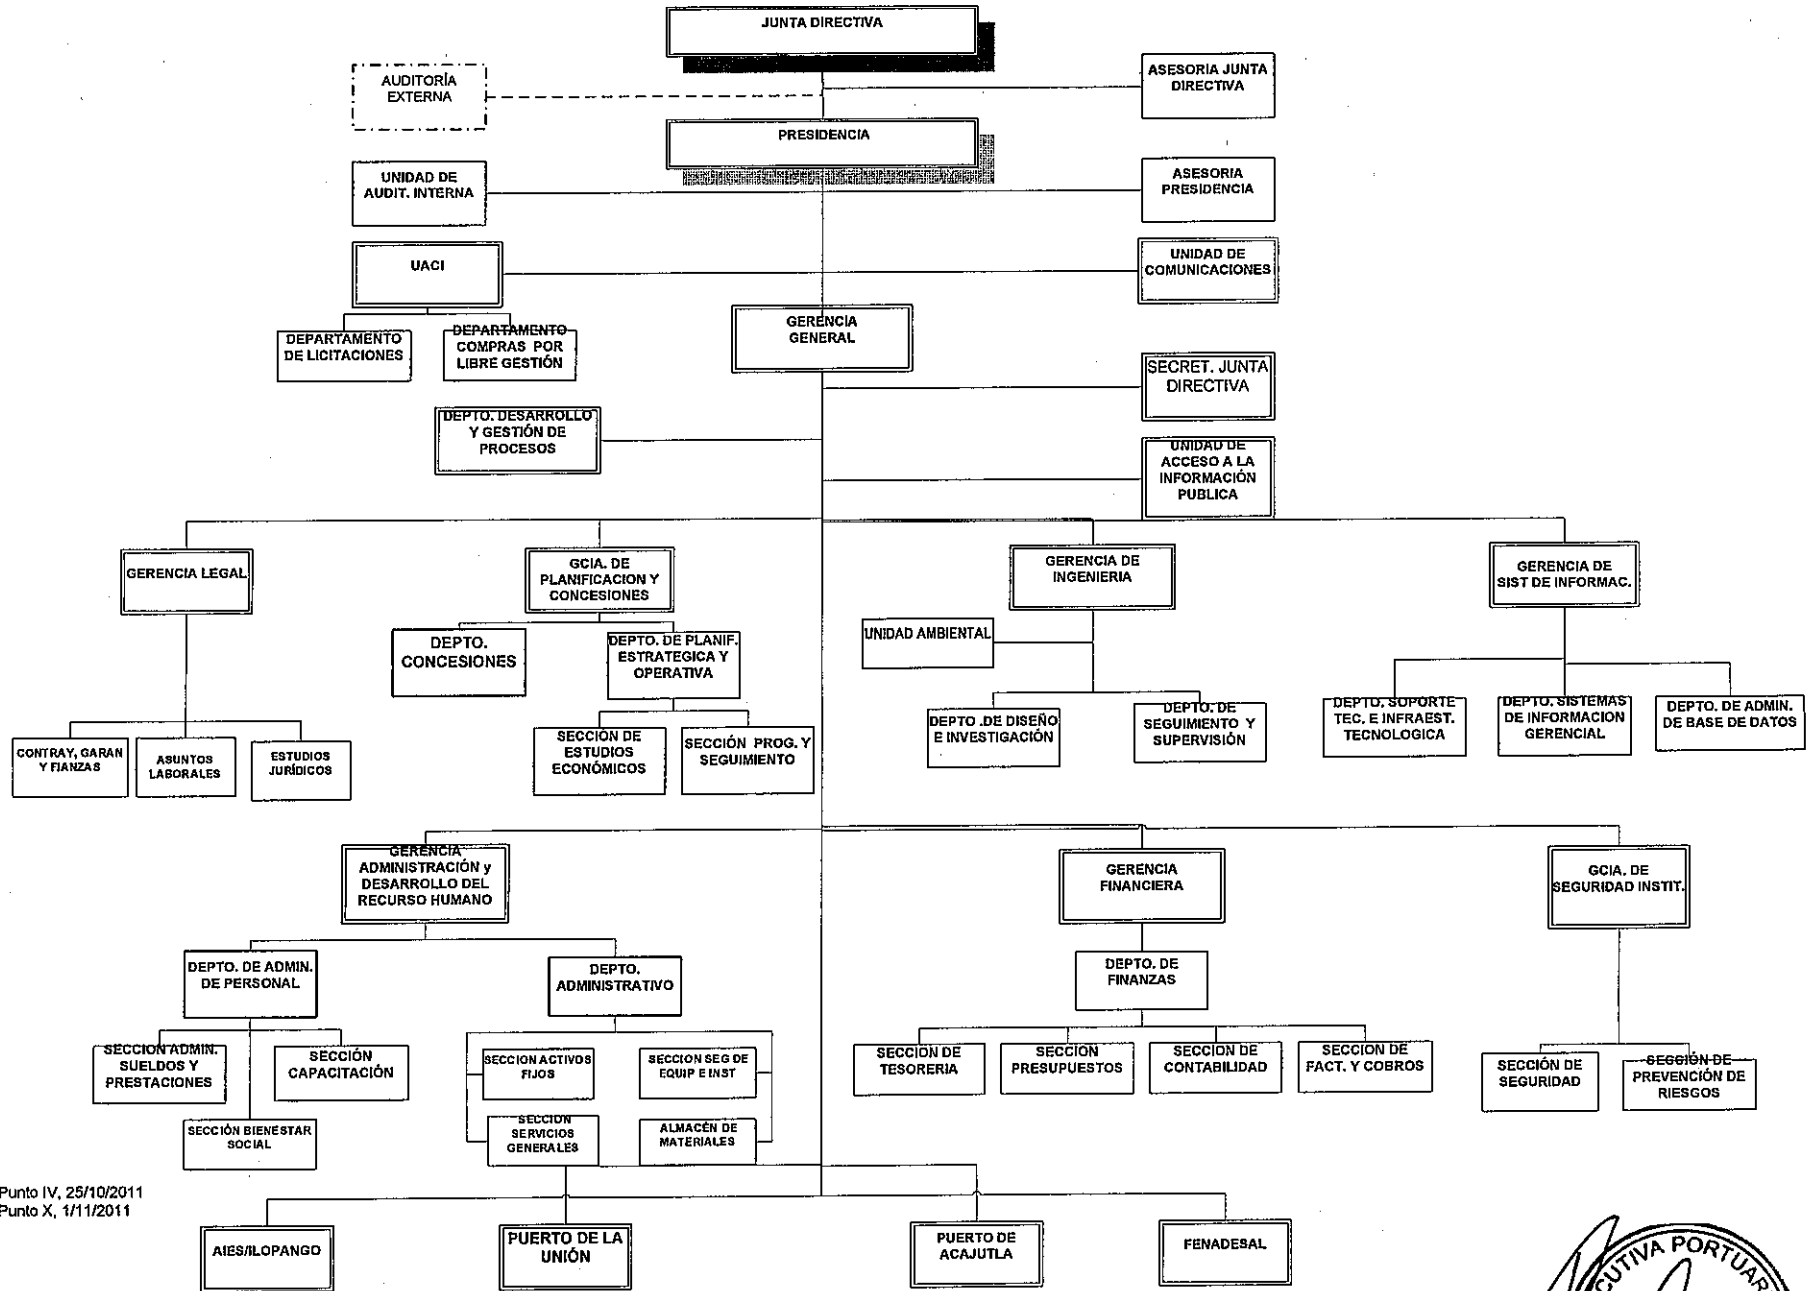 JUNTA DIRECTIVA
AUDITORÍA
EXTERNA
ASESORIA JUNTA
DIRECTIVA
PRESIDENCIA
UNIDAD DE
AUDIT. INTERNA
ASESORIA
PRESIDENCIA
UACI
UNIDAD DE
COMUNICACIONES
GERENCIA
GENERAL
DEPARTAMENTO
DE LICITACIONES
DEPARTAMENTO
COMPRAS POR
LIBRE GESTIÓN
SECRET. JUNTA
DIRECTIVA
DEPTO. DESARROLLO
Y GESTIÓN DE
PROCESOS
UNIDAD DE
ACCESO A LA
INFORMACIÓN
PUBLICA
GERENCIA LEGAL
GCIA. DE
PLANIFICACION Y
CONCESIONES
GERENCIA DE
INGENIERIA
GERENCIA DE
SIST DE INFORMAC.
DEPTO.
CONCESIONES
DEPTO. DE PLANIF.
ESTRATEGICA Y
OPERATIVA
UNIDAD AMBIENTAL
CONTRAY, GARAN
Y FIANZAS
ASUNTOS
LABORALES
ESTUDIOS
JURÍDICOS
SECCIÓN DE
ESTUDIOS
ECONÓMICOS
SECCIÓN PROG. Y
SEGUIMIENTO
DEPTO .DE DISEÑO
E INVESTIGACIÓN
DEPTO. DE
SEGUIMIENTO Y
SUPERVISIÓN
DEPTO. SOPORTE
TEC. E INFRAEST.
TECNOLOGICA
DEPTO. SISTEMAS
DE INFORMACION
GERENCIAL
DEPTO. DE ADMIN.
DE BASE DE DATOS
GERENCIA
ADMINISTRACIÓN y
DESARROLLO DEL
RECURSO HUMANO
GERENCIA
FINANCIERA
GCIA. DE
SEGURIDAD INSTIT.
DEPTO. DE ADMIN.
DE PERSONAL
DEPTO.
ADMINISTRATIVO
DEPTO. DE
FINANZAS
SECCION ADMIN.
SUELDOS Y
PRESTACIONES
SECCIÓN
CAPACITACIÓN
SECCION ACTIVOS
FIJOS
SECCION SEG DE
EQUIP E INST
SECCION DE
TESORERIA
SECCION
PRESUPUESTOS
SECCION DE
CONTABILIDAD
SECCION DE
FACT. Y COBROS
SECCIÓN DE
SEGURIDAD
SECCIÓN DE
PREVENCIÓN DE
RIESGOS
SECCIÓN BIENESTAR
SOCIAL
SECCION
SERVICIOS
GENERALES
ALMACÉN DE
MATERIALES
Punto IV, 25/10/2011
Punto X, 1/11/2011
AIES/ILOPANGO
PUERTO DE LA
UNIÓN
PUERTO DE
ACAJUTLA
FENADESAL